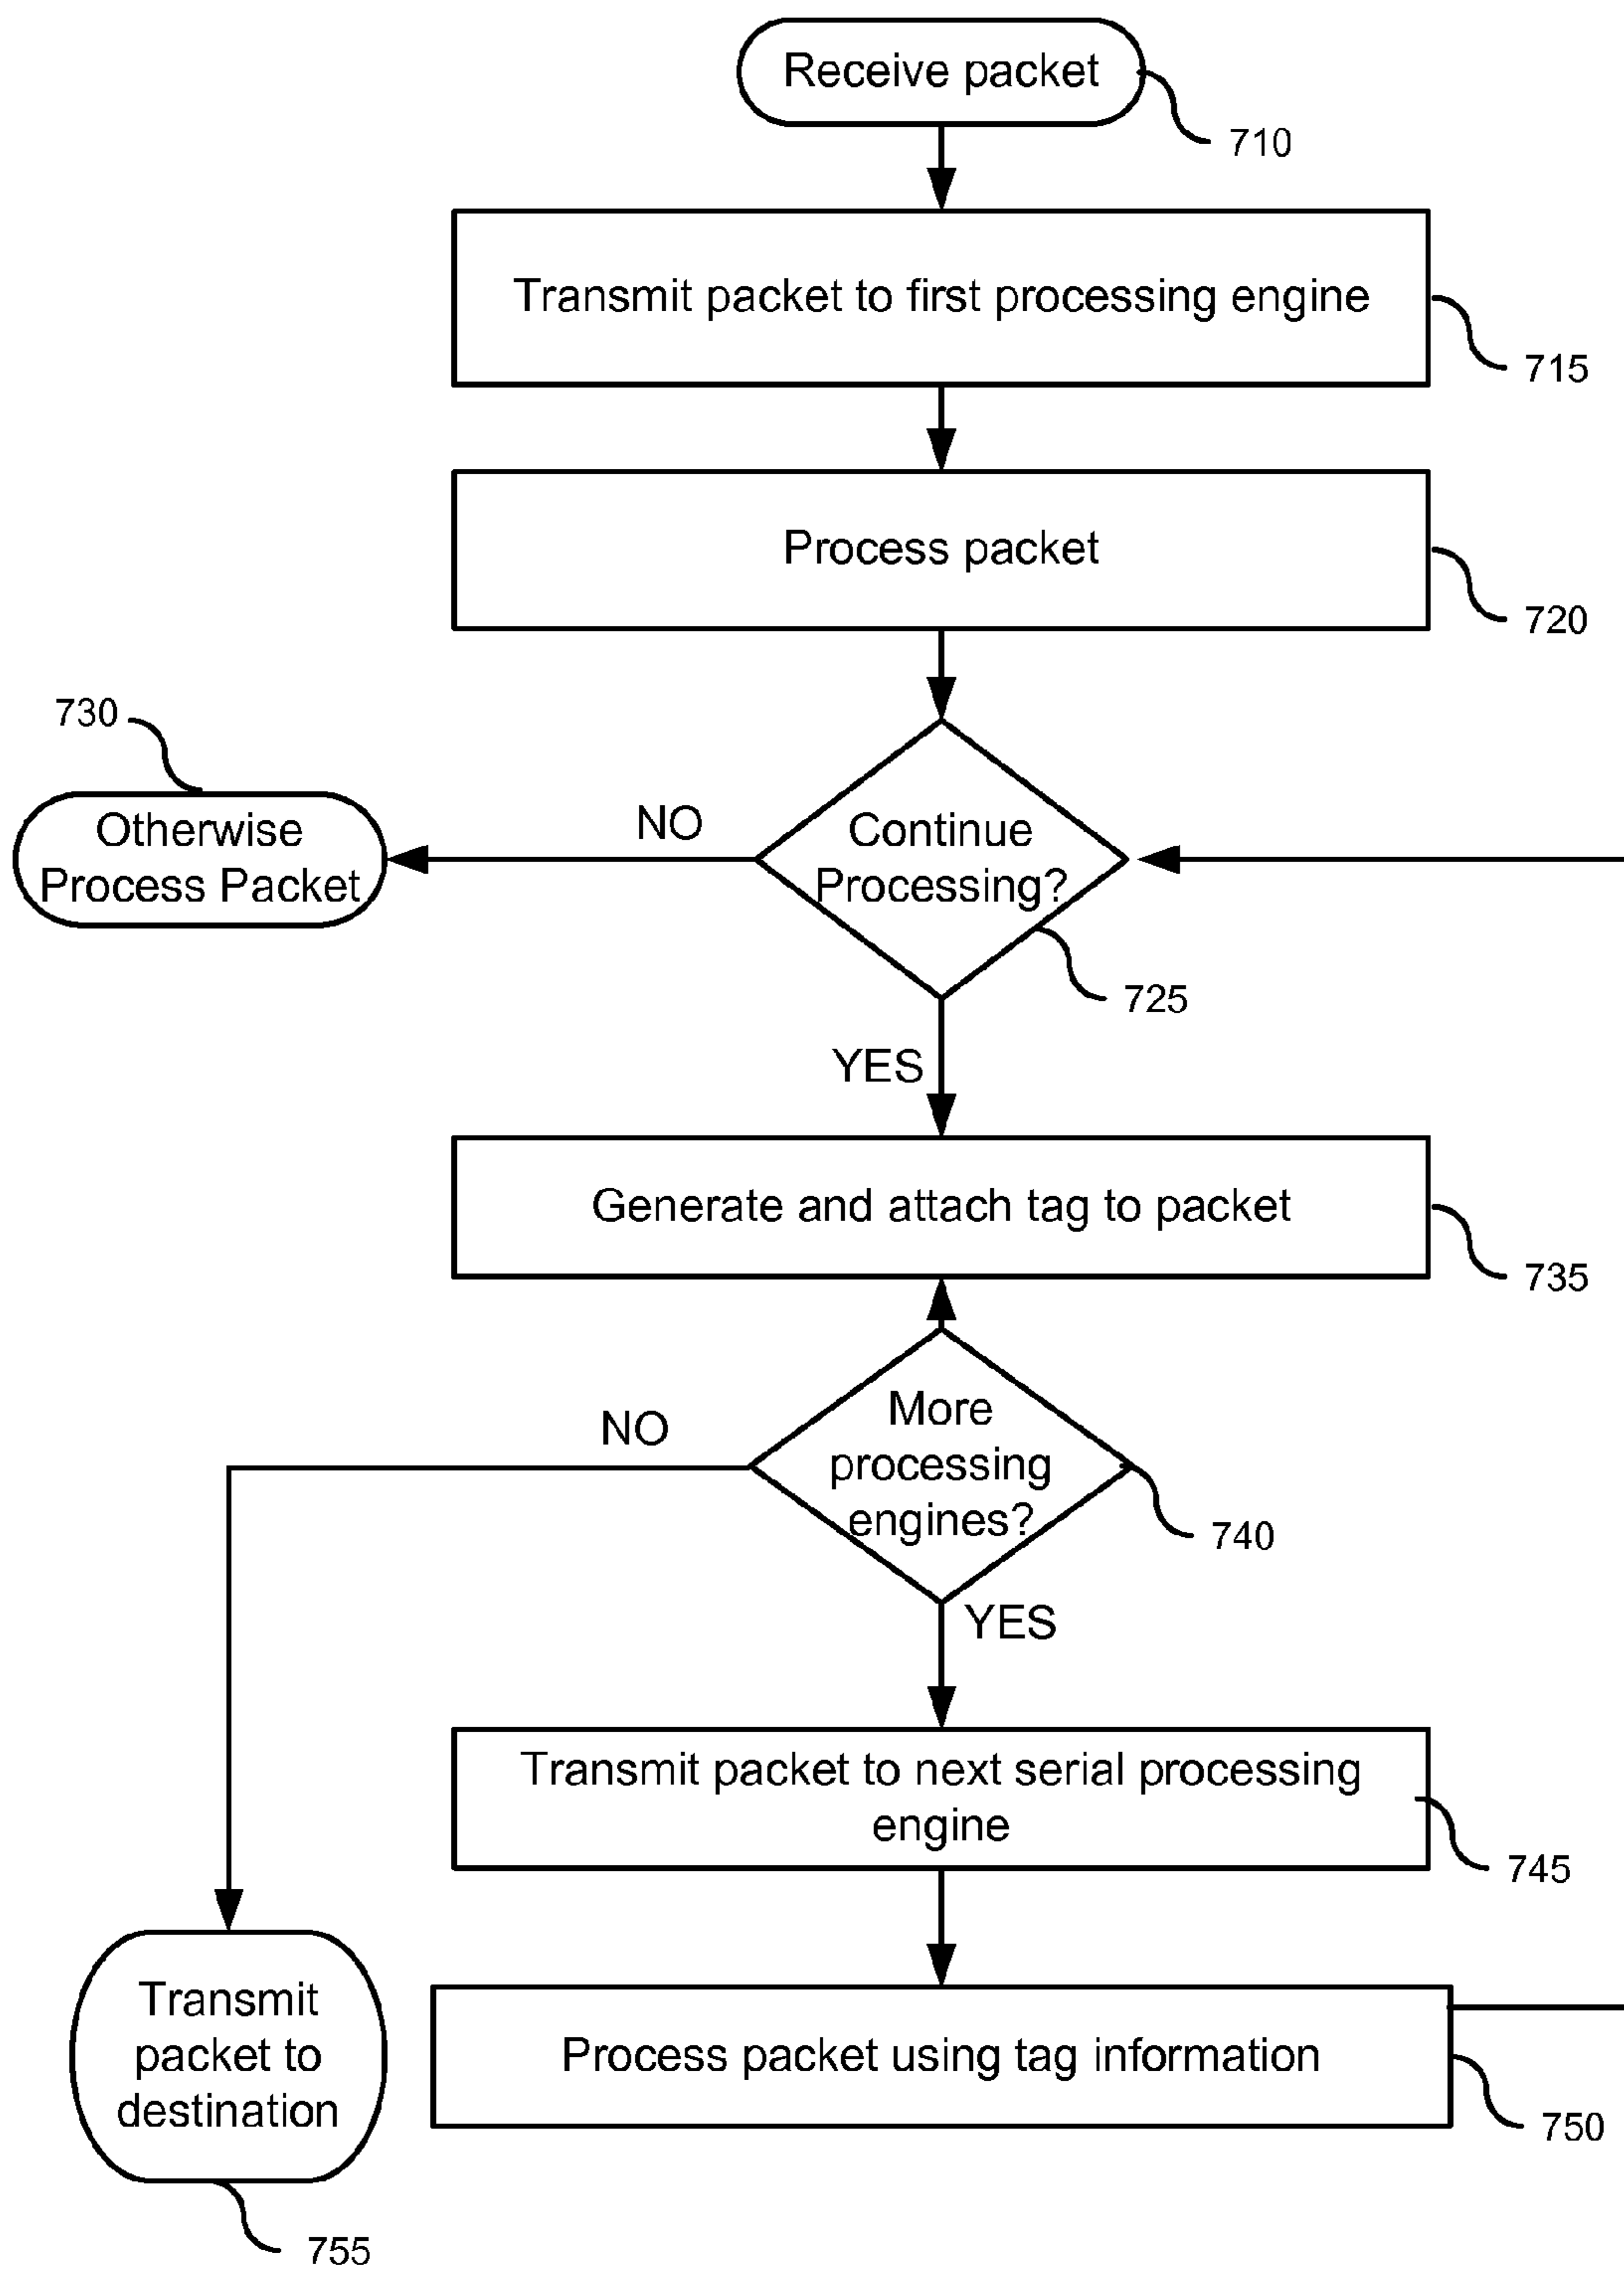 Receive packet
710
Transmit packet to first processing engine
715
Process packet
720
730
Otherwise
Process Packet
NO
Continue
Processing?
725
YES
Generate and attach tag to packet
735
NO
More
processing
engines?
740
YES
Transmit packet to next serial processing
engine
745
Transmit
packet to
destination
Process packet using tag information
750
755